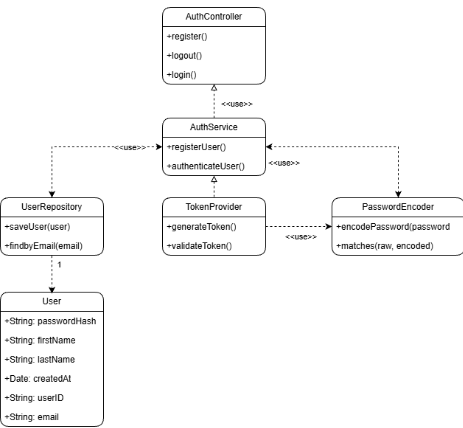 AuthController
+register()
+logout()
+login()
<<use>>
AuthService
+registerUser()
+authenticateUser()
<<use>>
<<use>>
UserRepository
+saveUser(user)
+findbyEmail(email)
TokenProvider
+generateToken()
+validateToken()
<<use>>
PasswordEncoder
+encodePassword(password
+matches(raw, encoded)
1
User
+String: passwordHash
+String: firstName
+String: lastName
+Date: createdAt
+String: userID
+String: email